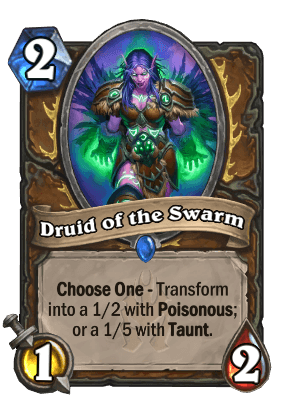 2
Druid of the Swarm
Choose One - Transform
into a 1/2 with Poisonous;
or a 1/5 with Taunt.
1
2